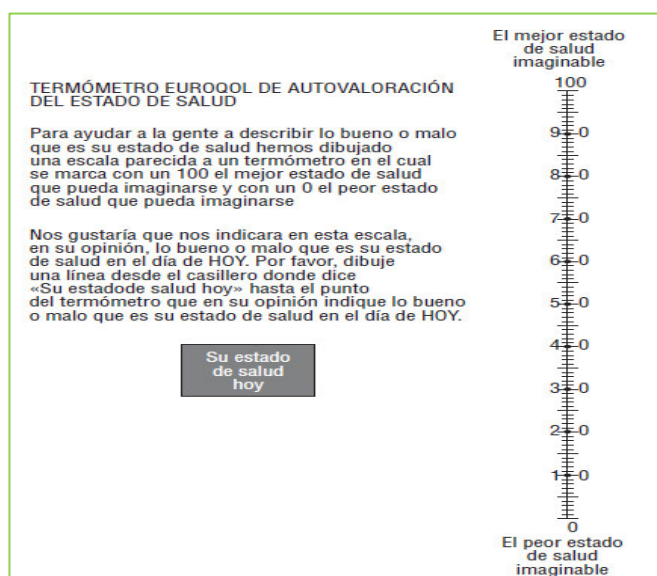 El mejor estado
de salud
imaginable
TERMÓMETRO EUROQOL DE AUTOVALORACIÓN
DEL ESTADO DE SALUD
Para ayudar a la gente a describir lo bueno o malo
que es su estado de salud hemos dibujado
una escala parecida a un termómetro en el cual
se marca con un 100 el mejor estado de salud
que pueda imaginarse y con un 0 el peor estado
de salud que pueda imaginarse
Nos gustaría que nos indicara en esta escala,
en su opinión, lo bueno o malo que es su estado
de salud en el día de HOY. Por favor, dibuje
una línea desde el casillero donde dice
«Su estadode salud hoy» hasta el punto
del termómetro que en su opinión indique lo bueno
o malo que es su estado de salud en el día de HOY.
Su estado
de salud
hoy
100
9 0
8 0
7 0
6 0
5 0
4 0
3 0
2 0
1 0
0
El peor estado
de salud
imaginable